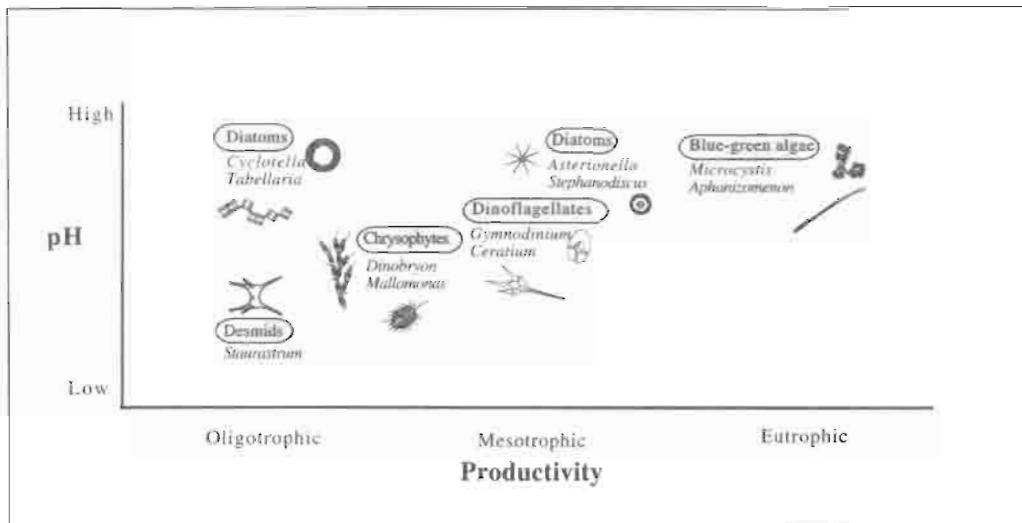 High
Diatoms
Cyclotella
Tabellaria
Diatoms
Asterionella
Stephanodiscus
Blue-green algae
Microcystis
Aphanizomenon
Dinoflagellates
Gymnodinium
Ceratium
pH
Chrysophytes
Dinobryon
Mallomonas
Desmids
Staurastrum
Low
Oligotrophic
Mesotrophic
Eutrophic
Productivity